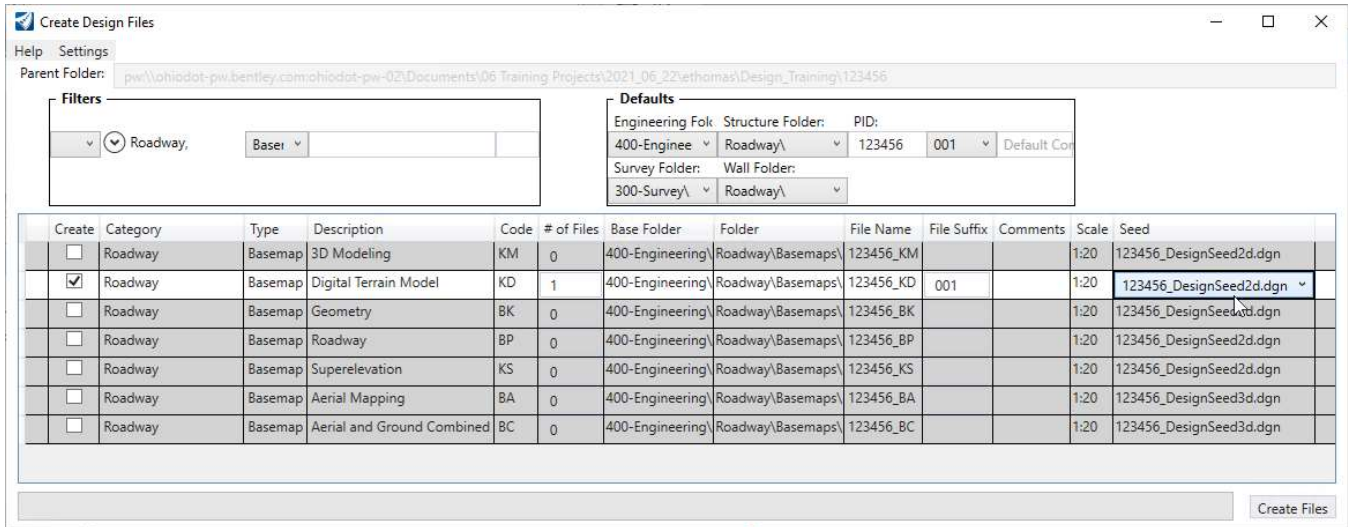 Create Design Files
Help Settings
Parent Folder: pw:\\ohiodot-pw.bentley.com:ohiodot-pw-02\Documents\06 Training Projects\2021_06_22\ethomas\Design_Training\123456
Filters
Roadway, Baser
Defaults
Engineering Folc Structure Folder: PID:
400-Enginee Roadway\ 123456 001 Default Con
Survey Folder: Wall Folder:
300-Survey\ Roadway\
Create Category Type Description Code # of Files Base Folder Folder File Name File Suffix Comments Scale Seed
Roadway Basemap 3D Modeling KM 0 400-Engineering\ Roadway\Basemaps\ 123456_KM 1:20 123456_DesignSeed2d.dgn
Roadway Basemap Digital Terrain Model KD 1 400-Engineering\ Roadway\Basemaps\ 123456_KD 001 1:20 123456_DesignSeed2d.dgn
Roadway Basemap Geometry BK 0 400-Engineering\ Roadway\Basemaps\ 123456_BK 1:20 123456_DesignSeed2d.dgn
Roadway Basemap Roadway BP 0 400-Engineering\ Roadway\Basemaps\ 123456_BP 1:20 123456_DesignSeed2d.dgn
Roadway Basemap Superelevation KS 0 400-Engineering\ Roadway\Basemaps\ 123456_KS 1:20 123456_DesignSeed2d.dgn
Roadway Basemap Aerial Mapping BA 0 400-Engineering\ Roadway\Basemaps\ 123456_BA 1:20 123456_DesignSeed3d.dgn
Roadway Basemap Aerial and Ground Combined BC 0 400-Engineering\ Roadway\Basemaps\ 123456_BC 1:20 123456_DesignSeed3d.dgn
Create Files